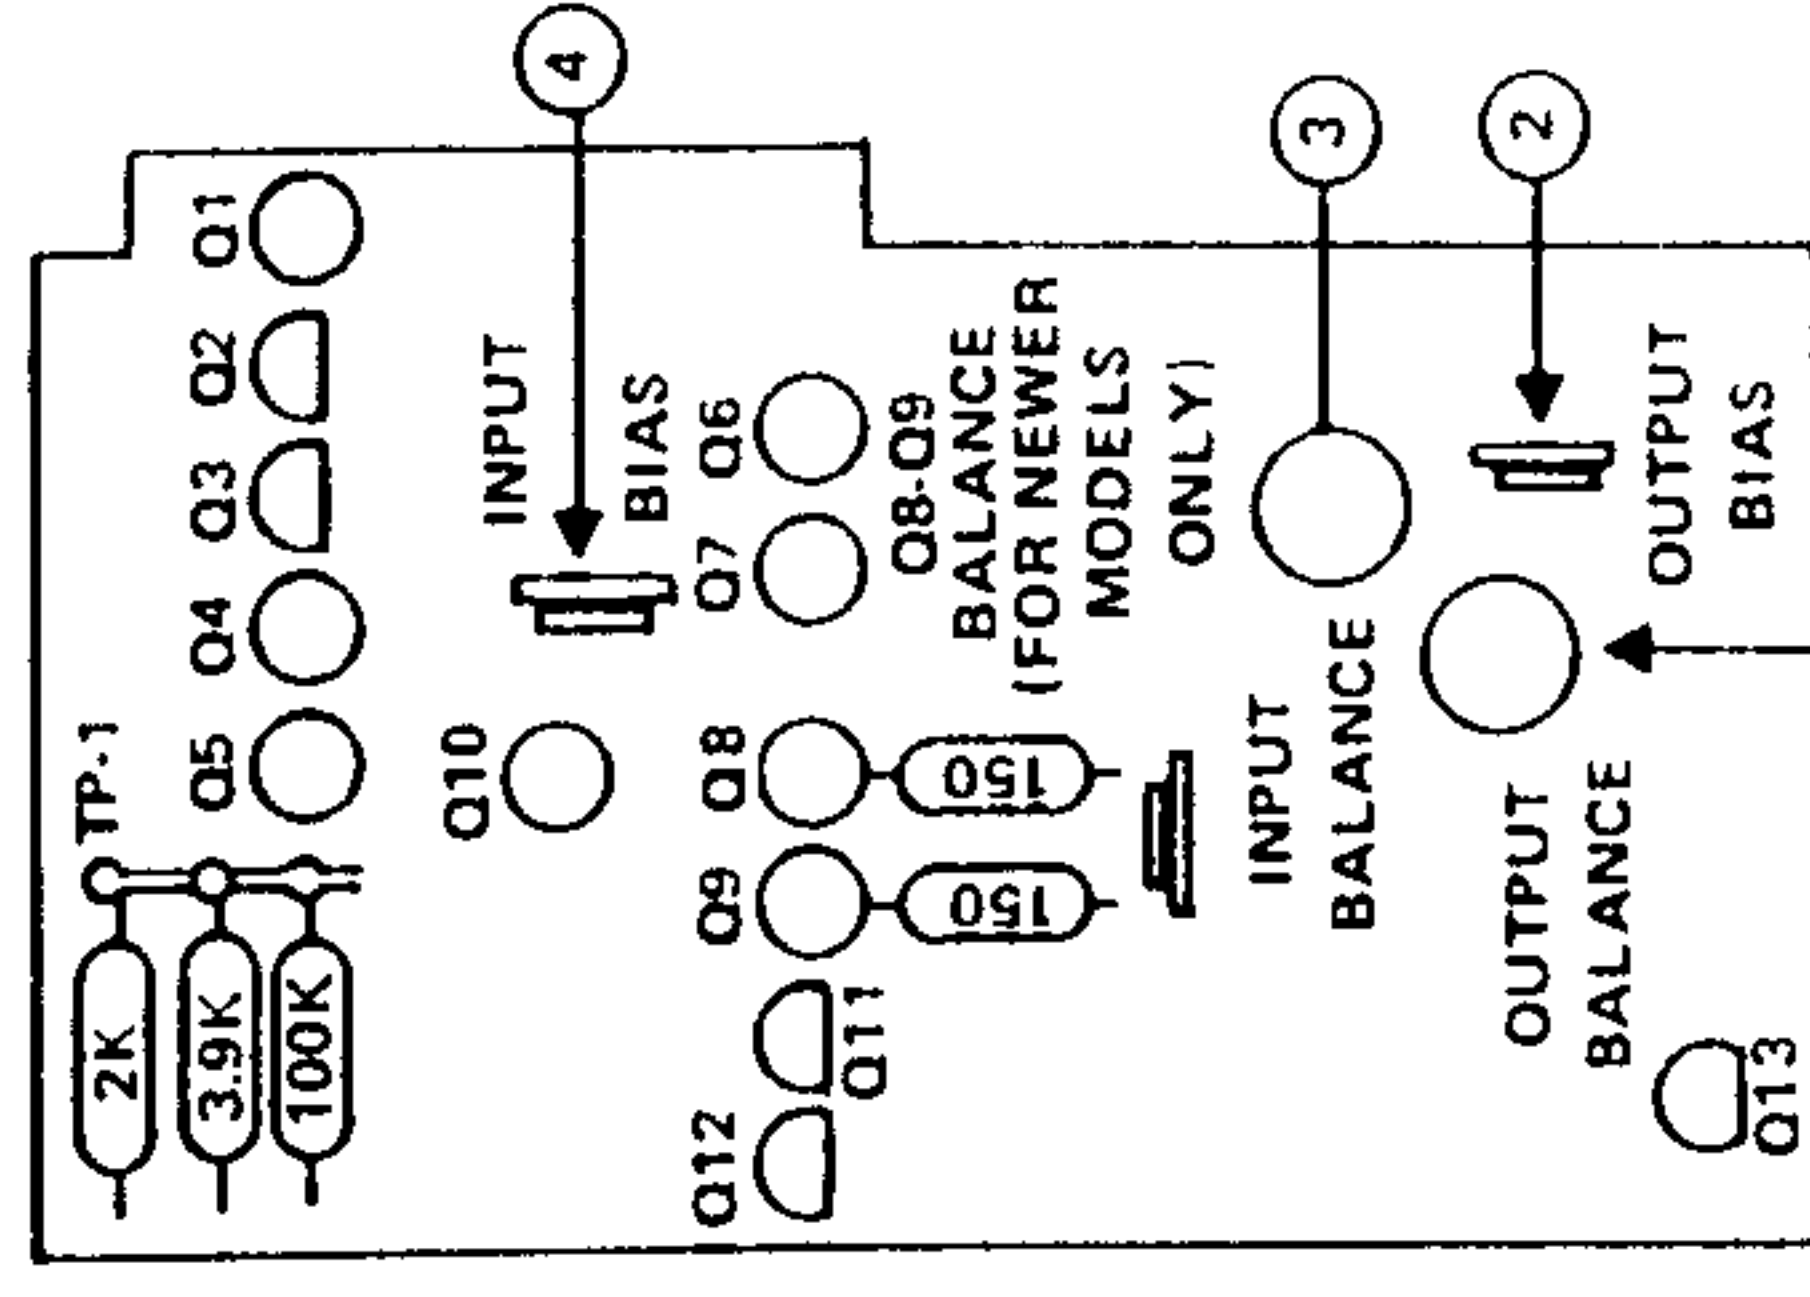 TP-1
2K
3.9K
100K
Q5
Q4
Q3
Q2
Q1
Q10
INPUT
BIAS
4
Q12
Q9
Q8
Q7
Q6
Q11
150
150
Q8-Q9
BALANCE
(FOR NEWER
MODELS
ONLY)
INPUT
BALANCE
3
OUTPUT
BALANCE
2
OUTPUT
BIAS
Q13